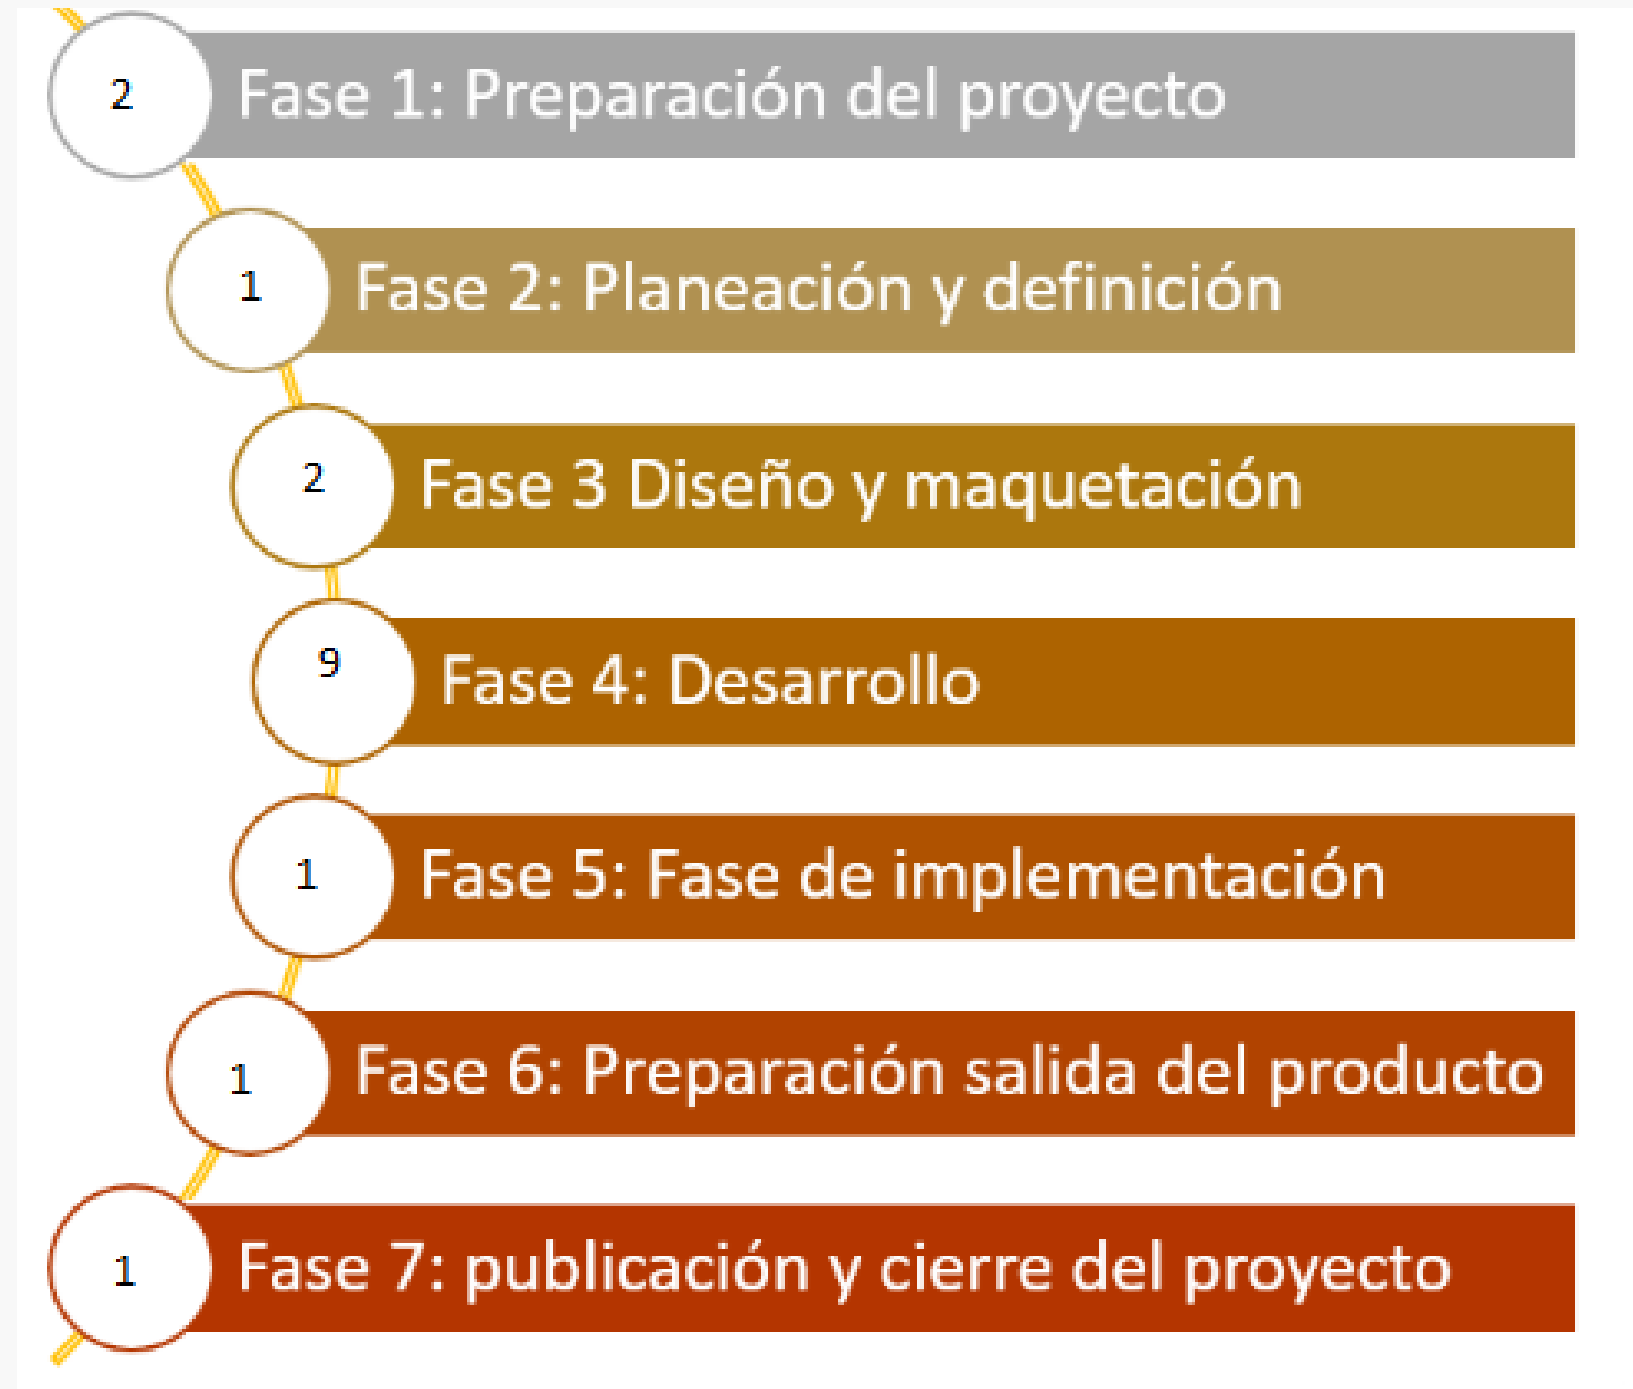 2
Fase 1: Preparación del proyecto
1
Fase 2: Planeación y definición
2
Fase 3 Diseño y maquetación
9
Fase 4: Desarrollo
1
Fase 5: Fase de implementación
1
Fase 6: Preparación salida del producto
1
Fase 7: publicación y cierre del proyecto